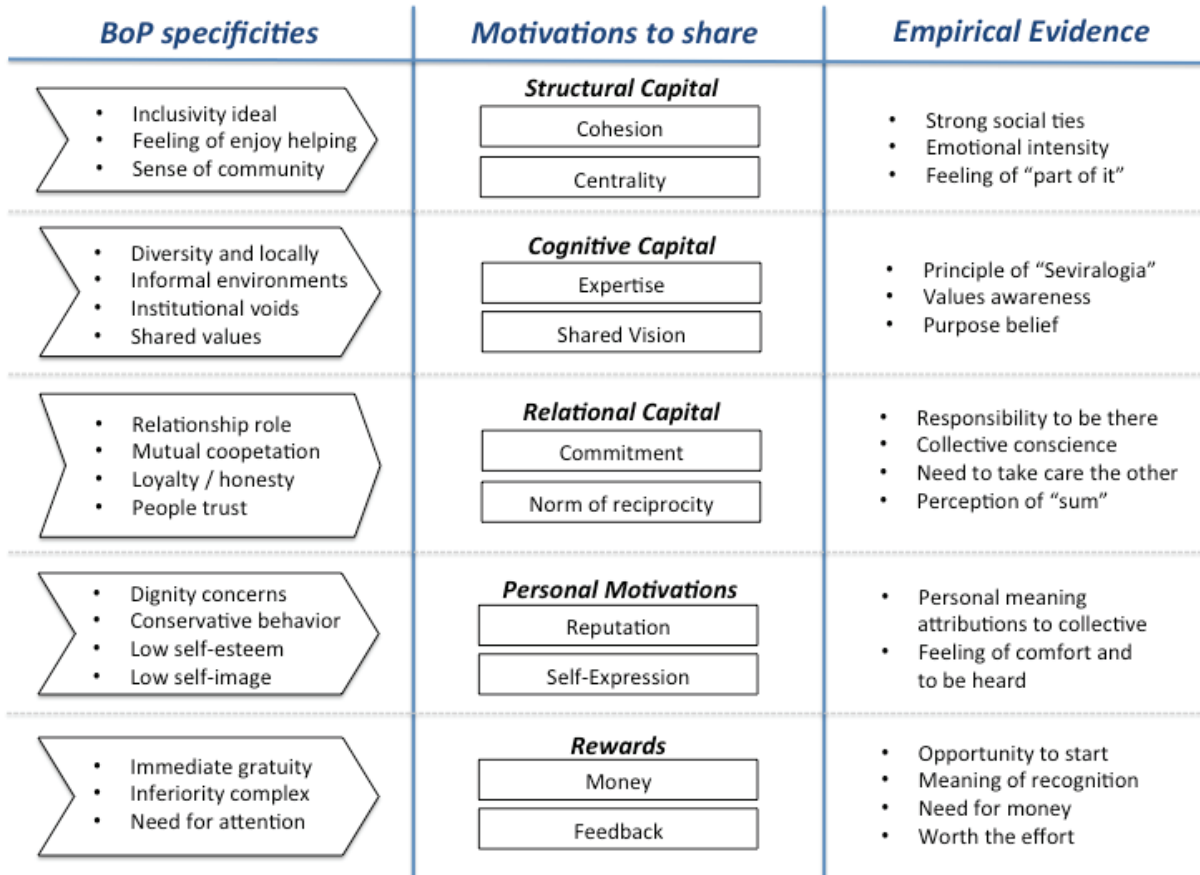 BoP specificities
Motivations to share
Empirical Evidence
• Inclusivity ideal
• Feeling of enjoy helping
• Sense of community
Structural Capital
Cohesion
Centrality
• Strong social ties
• Emotional intensity
• Feeling of “part of it”
• Diversity and locally
• Informal environments
• Institutional voids
• Shared values
Cognitive Capital
Expertise
Shared Vision
• Principle of “Seviralogia”
• Values awareness
• Purpose belief
• Relationship role
• Mutual coopetation
• Loyalty / honesty
• People trust
Relational Capital
Commitment
Norm of reciprocity
• Responsibility to be there
• Collective conscience
• Need to take care the other
• Perception of “sum”
• Dignity concerns
• Conservative behavior
• Low self-esteem
• Low self-image
Personal Motivations
Reputation
Self-Expression
• Personal meaning
attributions to collective
• Feeling of comfort and
to be heard
• Immediate gratuity
• Inferiority complex
• Need for attention
Rewards
Money
Feedback
• Opportunity to start
• Meaning of recognition
• Need for money
• Worth the effort